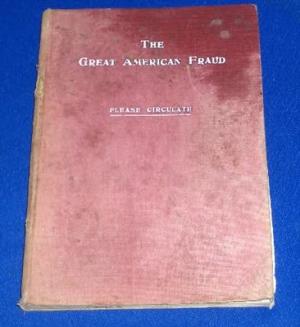 THE
GREAT AMERICAN FRAUD
PLEASE CIRCULATE